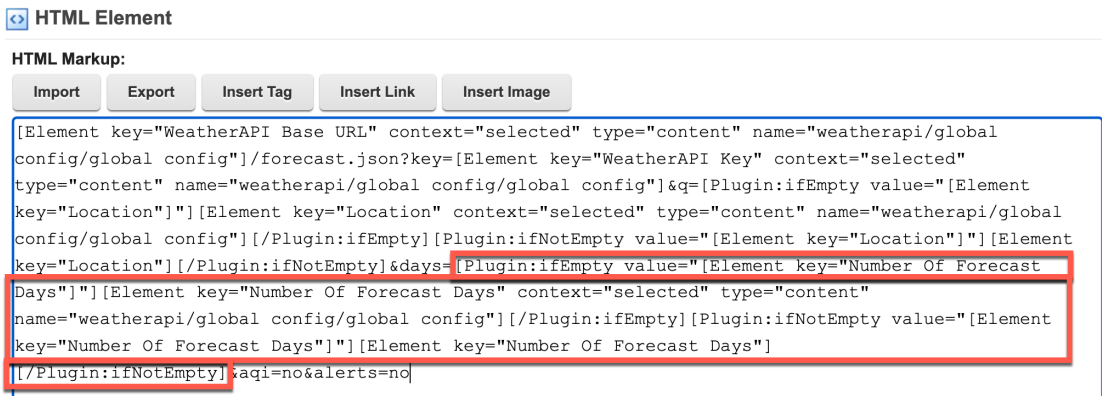 HTML Element
HTML Markup:
Import Export Insert Tag Insert Link Insert Image
[Element key="WeatherAPI Base URL" context="selected" type="content" name="weatherapi/global
config/global config"]/forecast.json?key=[Element key="WeatherAPI Key" context="selected"
type="content" name="weatherapi/global config/global config"]&q=[Plugin:ifEmpty value="[Element
key="Location"]"][Element key="Location" context="selected" type="content" name="weatherapi/global
config/global config"][/Plugin:ifEmpty][Plugin:ifNotEmpty value="[Element key="Location"]"][Element
key="Location"][/Plugin:ifNotEmpty]&days=[Plugin:ifEmpty value="[Element key="Number Of Forecast
Days"]"][Element key="Number Of Forecast Days" context="selected" type="content"
name="weatherapi/global config/global config"][/Plugin:ifEmpty][Plugin:ifNotEmpty value="[Element
key="Number Of Forecast Days"]"][Element key="Number Of Forecast Days"]
[/Plugin:ifNotEmpty]&aqi=no&alerts=no